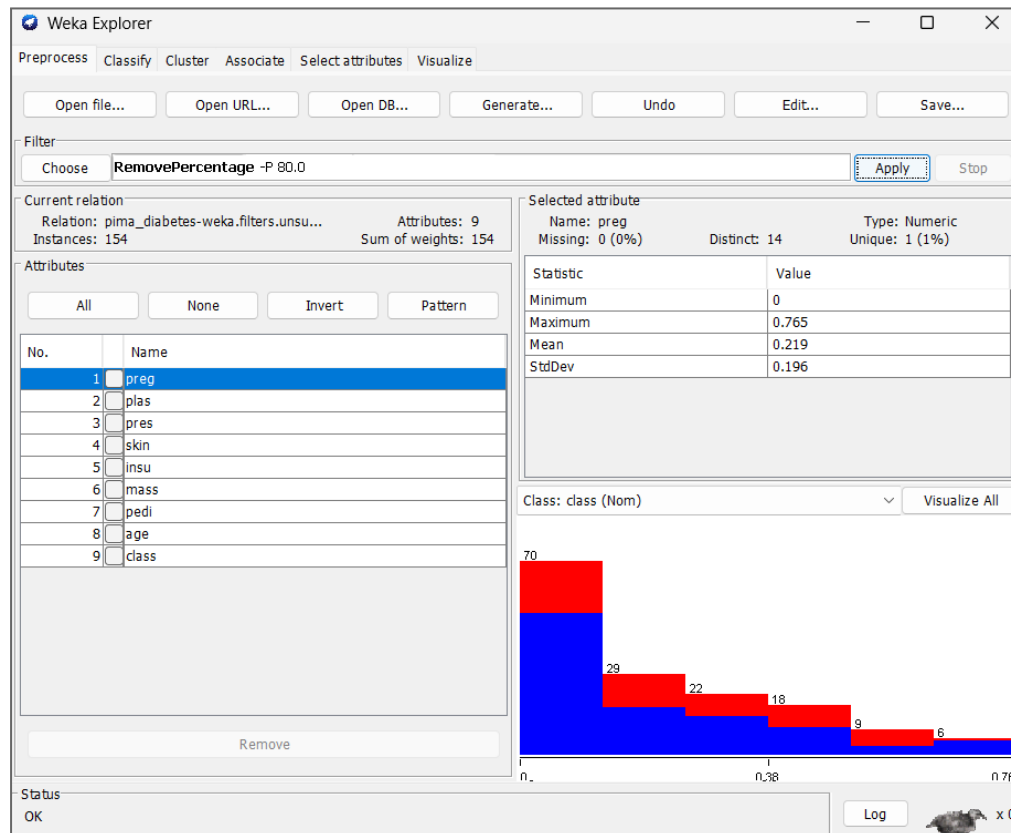 Weka Explorer
Preprocess Classify Cluster Associate Select attributes Visualize
Open file... Open URL... Open DB... Generate... Undo Edit... Save...
Filter
Choose RemovePercentage -P 80.0 Apply Stop
Current relation
Relation: pima_diabetes-weka.filters.unsu... Attributes: 9
Instances: 154 Sum of weights: 154
Selected attribute
Name: preg Type: Numeric
Missing: 0 (0%) Distinct: 14 Unique: 1 (1%)
Attributes
All None Invert Pattern
No. Name
1 preg
2 plas
3 pres
4 skin
5 insu
6 mass
7 pedi
8 age
9 class
Remove
Statistic Value
Minimum 0
Maximum 0.765
Mean 0.219
StdDev 0.196
Class: class (Nom) Visualize All
70
29
22
18
9
6
0.38
Status
OK
Log x 0